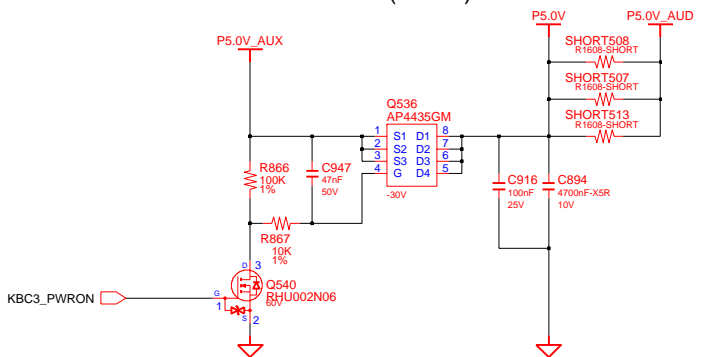 P5.0V_AUX
P5.0V
P5.0V_AUD
SHORT508
R1608-SHORT
SHORT507
R1608-SHORT
SHORT513
R1608-SHORT
Q536
AP4435GM
1 S1 D1 8
2 S2 D2 7
3 S3 D3 6
4 G D4 5
-30V
R866
100K
1%
C947
47nF
50V
C916
100nF
25V
C894
4700nF-X5R
10V
R867
10K
1%
D 3
Q540
RHU002N06
60V
KBC3_PWRON
G
1
S 2